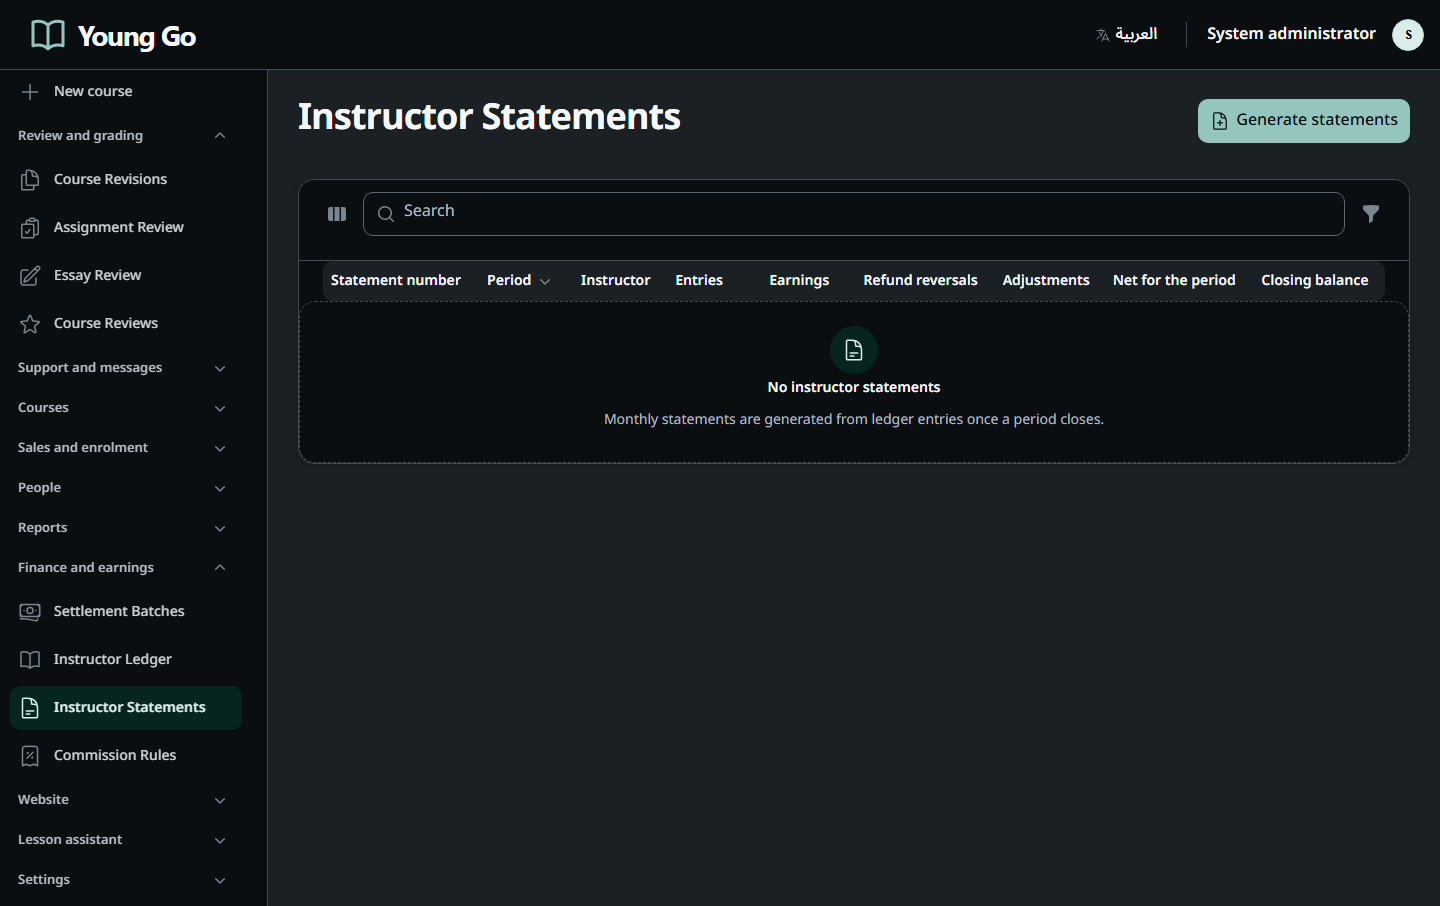 Young Go
العربية
System administrator
S
New course
Review and grading
Course Revisions
Assignment Review
Essay Review
Course Reviews
Support and messages
Courses
Sales and enrolment
People
Reports
Finance and earnings
Settlement Batches
Instructor Ledger
Instructor Statements
Commission Rules
Website
Lesson assistant
Settings
Instructor Statements
Generate statements
Search
Statement number Period Instructor Entries Earnings Refund reversals Adjustments Net for the period Closing balance
No instructor statements
Monthly statements are generated from ledger entries once a period closes.